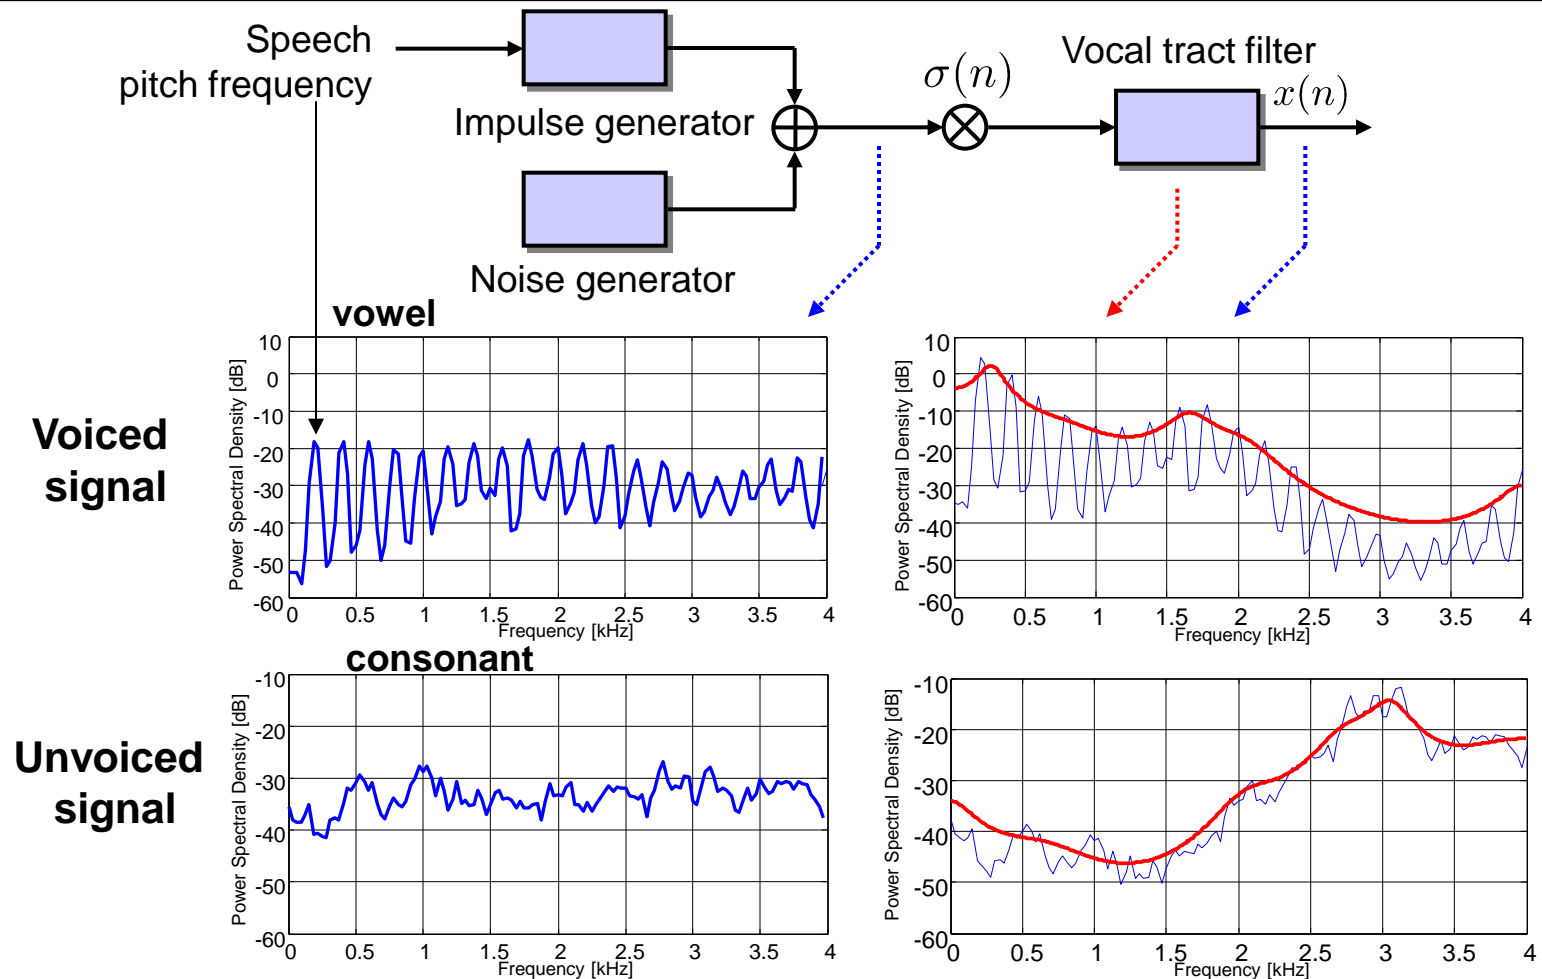 Speech
pitch frequency
Impulse generator
Noise generator
σ(n)
Vocal tract filter
x(n)
vowel
Voiced
signal
Power Spectral Density [dB]
10
0
-10
-20
-30
-40
-50
-60
0 0.5 1 1.5 2 2.5 3 3.5 4
Frequency [kHz]
Power Spectral Density [dB]
10
0
-10
-20
-30
-40
-50
-60
0 0.5 1 1.5 2 2.5 3 3.5 4
Frequency [kHz]
consonant
Unvoiced
signal
Power Spectral Density [dB]
-10
-20
-30
-40
-50
-60
0 0.5 1 1.5 2 2.5 3 3.5 4
Frequency [kHz]
Power Spectral Density [dB]
-10
-20
-30
-40
-50
-60
0 0.5 1 1.5 2 2.5 3 3.5 4
Frequency [kHz]